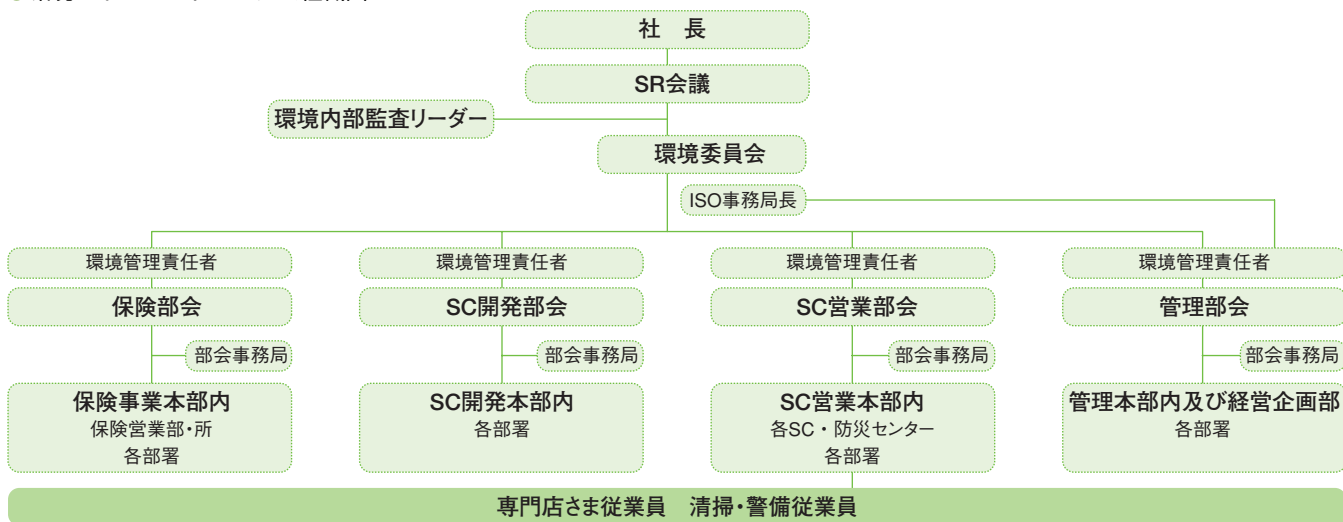 社　長
SR会議
環境内部監査リーダー
環境委員会
ISO事務局長
環境管理責任者
環境管理責任者
環境管理責任者
環境管理責任者
保険部会
SC開発部会
SC営業部会
管理部会
部会事務局
部会事務局
部会事務局
部会事務局
保険事業本部内
保険営業部・所
各部署
SC開発本部内
各部署
SC営業本部内
各SC・防災センター
各部署
管理本部内及び経営企画部
各部署
専門店さま従業員　清掃・警備従業員